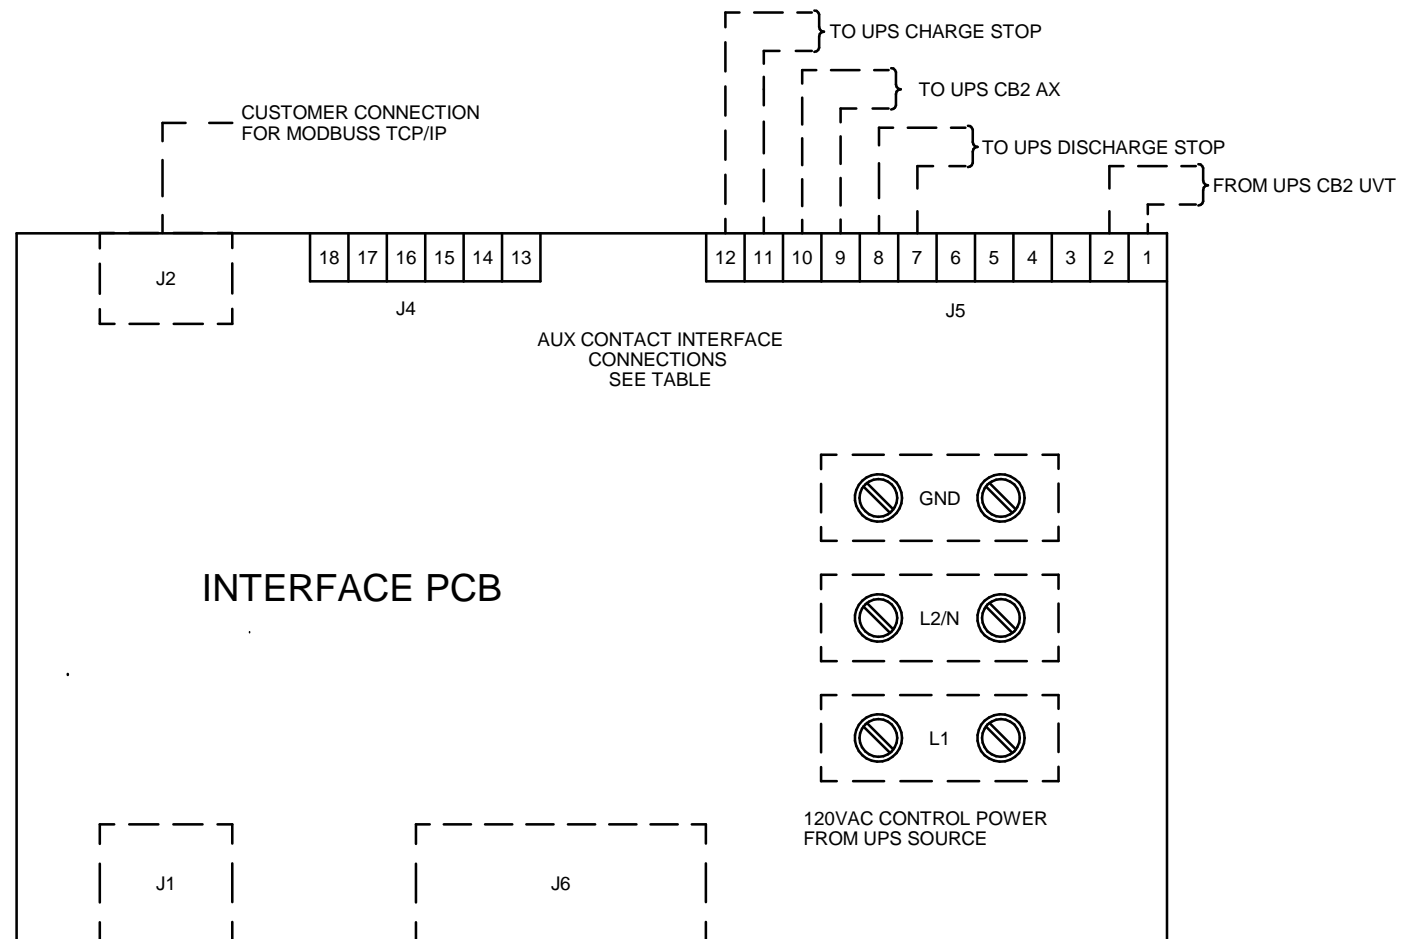 TO UPS CHARGE STOP
TO UPS CB2 AX
CUSTOMER CONNECTION
FOR MODBUSS TCP/IP
TO UPS DISCHARGE STOP
FROM UPS CB2 UVT
J2
18 17 16 15 14 13
12 11 10 9 8 7 6 5 4 3 2 1
J4
J5
AUX CONTACT INTERFACE
CONNECTIONS
SEE TABLE
GND
INTERFACE PCB
L2/N
L1
120VAC CONTROL POWER
FROM UPS SOURCE
J1
J6